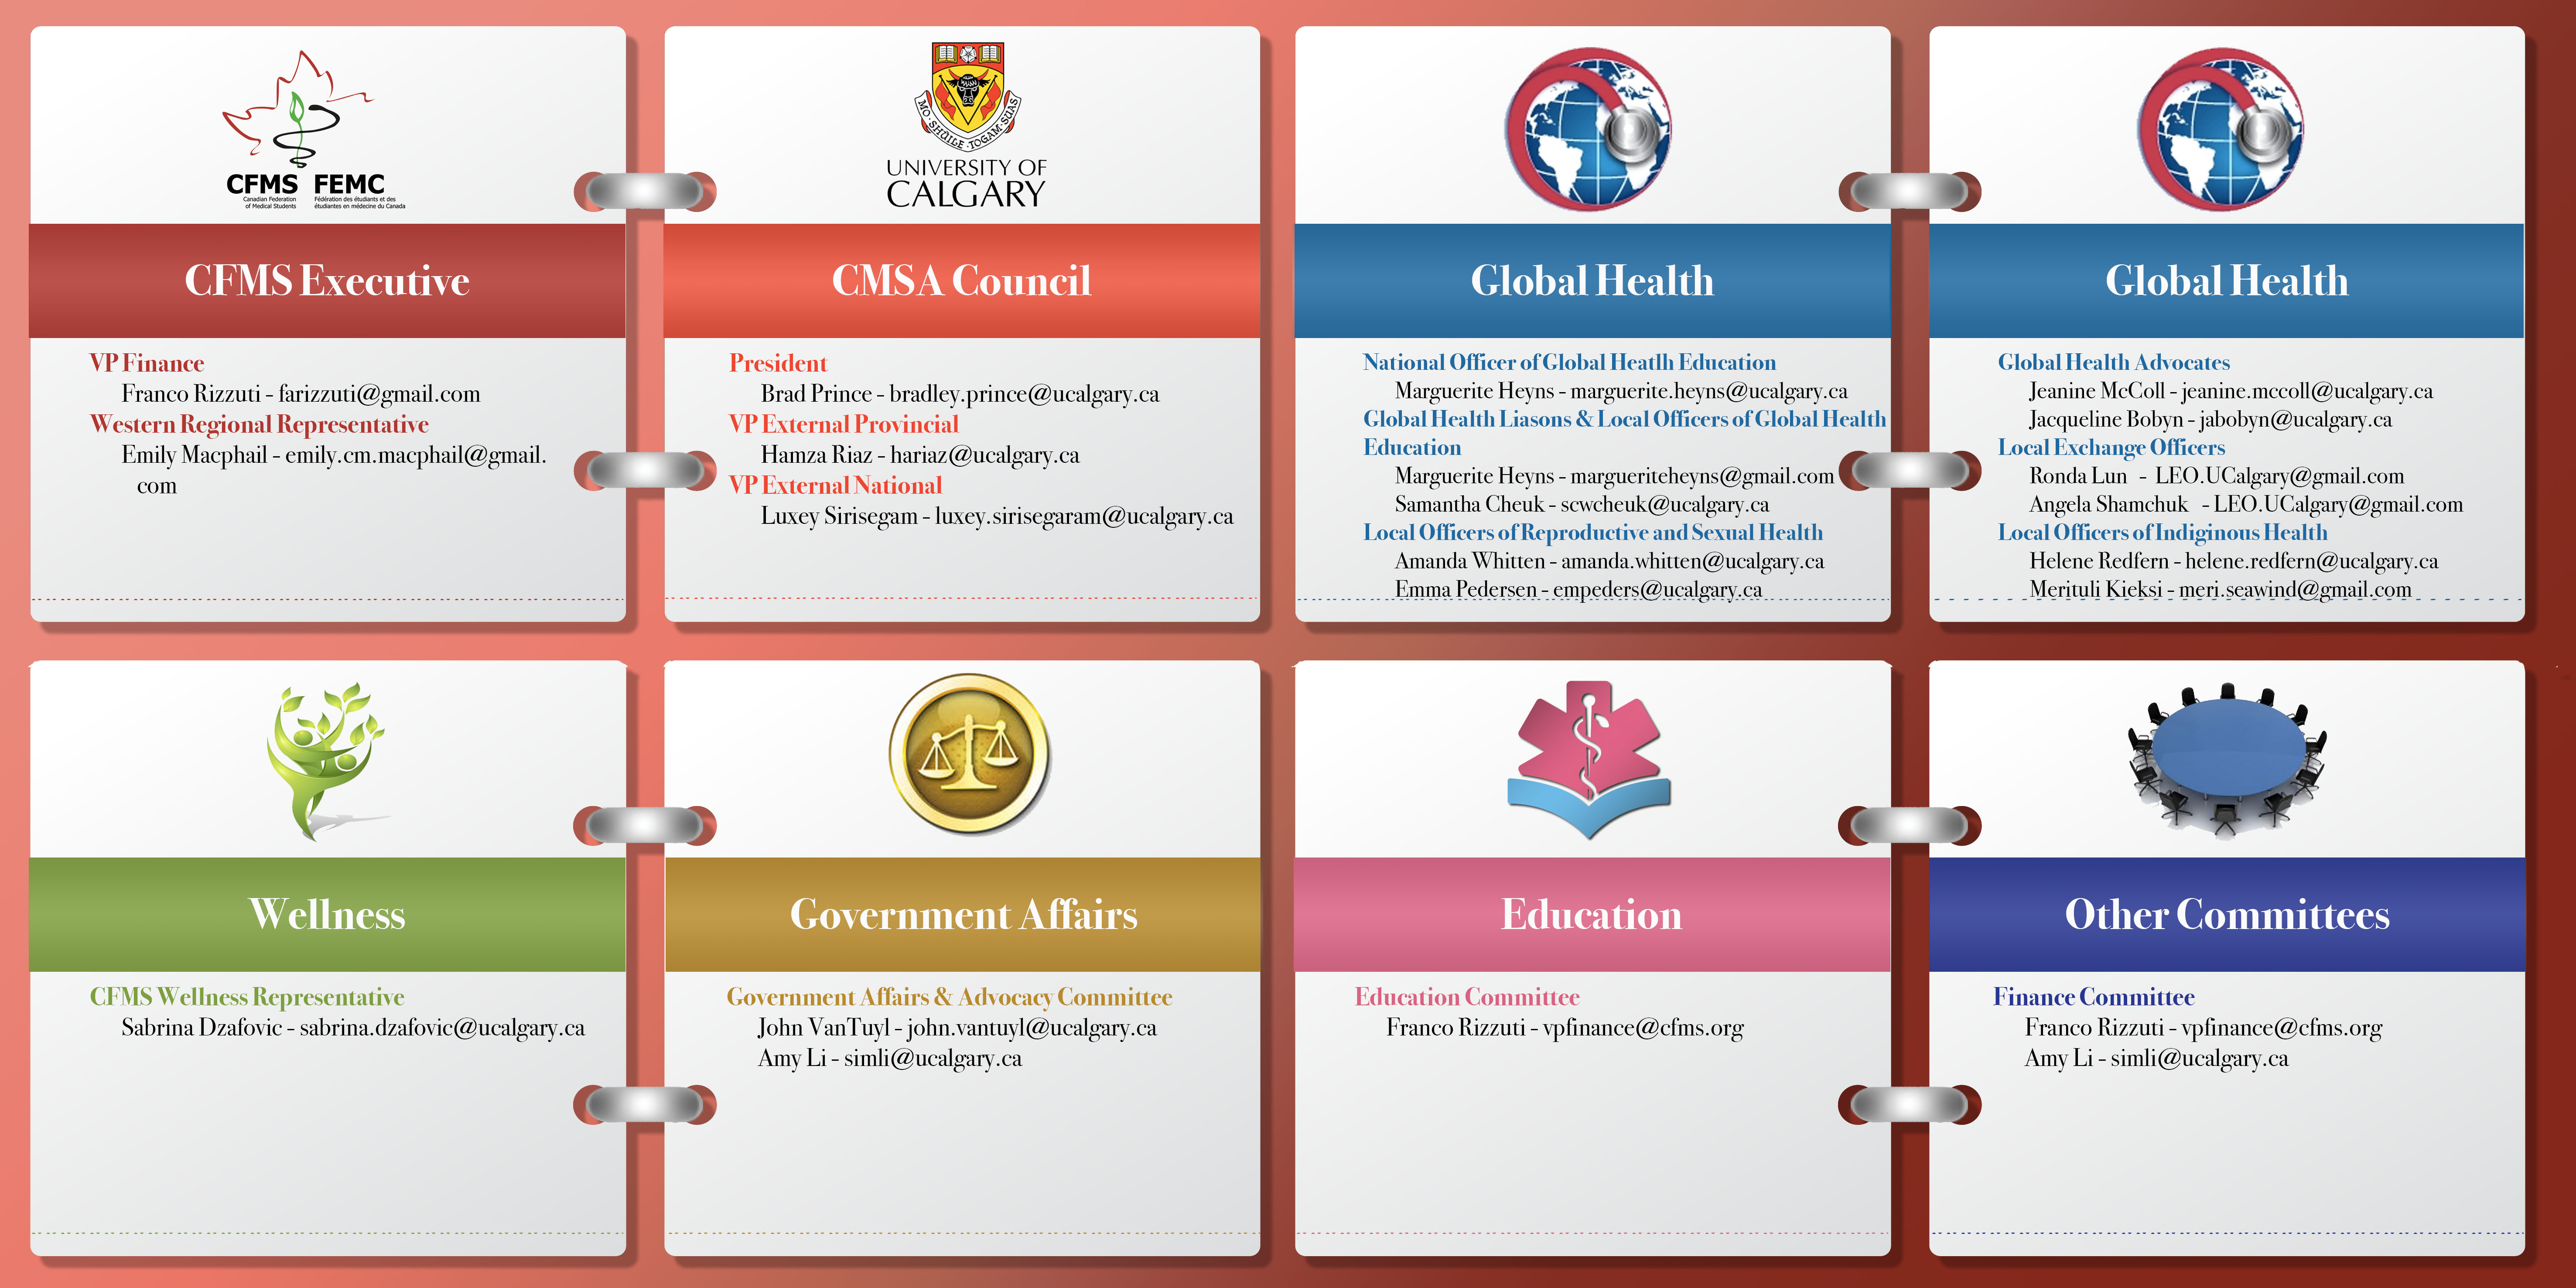 CFMS FEMC
Canadian Federation
of Medical Students
Fédération des étudiants et des
étudiantes en médecine du Canada
CFMS Executive
VP Finance
Franco Rizzuti - farizzuti@gmail.com
Western Regional Representative
Emily Macphail - emily.cm.macphail@gmail.
com
MO·SHÙILE·TOGAM·SUAS
UNIVERSITY OF
CALGARY
CMSA Council
President
Brad Prince - bradley.prince@ucalgary.ca
VP External Provincial
Hamza Riaz - hariaz@ucalgary.ca
VP External National
Luxey Sirisegam - luxey.sirisegaram@ucalgary.ca
Global Health
National Officer of Global Heatlh Education
Marguerite Heyns - marguerite.heyns@ucalgary.ca
Global Health Liasons & Local Officers of Global Health
Education
Marguerite Heyns - margueriteheyns@gmail.com
Samantha Cheuk - scwcheuk@ucalgary.ca
Local Officers of Reproductive and Sexual Health
Amanda Whitten - amanda.whitten@ucalgary.ca
Emma Pedersen - empeders@ucalgary.ca
Global Health
Global Health Advocates
Jeanine McColl - jeanine.mccoll@ucalgary.ca
Jacqueline Bobyn - jabobyn@ucalgary.ca
Local Exchange Officers
Ronda Lun - LEO.UCalgary@gmail.com
Angela Shamchuk - LEO.UCalgary@gmail.com
Local Officers of Indiginous Health
Helene Redfern - helene.redfern@ucalgary.ca
Merituli Kieksi - meri.seawind@gmail.com
Wellness
CFMS Wellness Representative
Sabrina Dzafovic - sabrina.dzafovic@ucalgary.ca
Government Affairs
Government Affairs & Advocacy Committee
John VanTuyl - john.vantuyl@ucalgary.ca
Amy Li - simli@ucalgary.ca
Education
Education Committee
Franco Rizzuti - vpfinance@cfms.org
Other Committees
Finance Committee
Franco Rizzuti - vpfinance@cfms.org
Amy Li - simli@ucalgary.ca